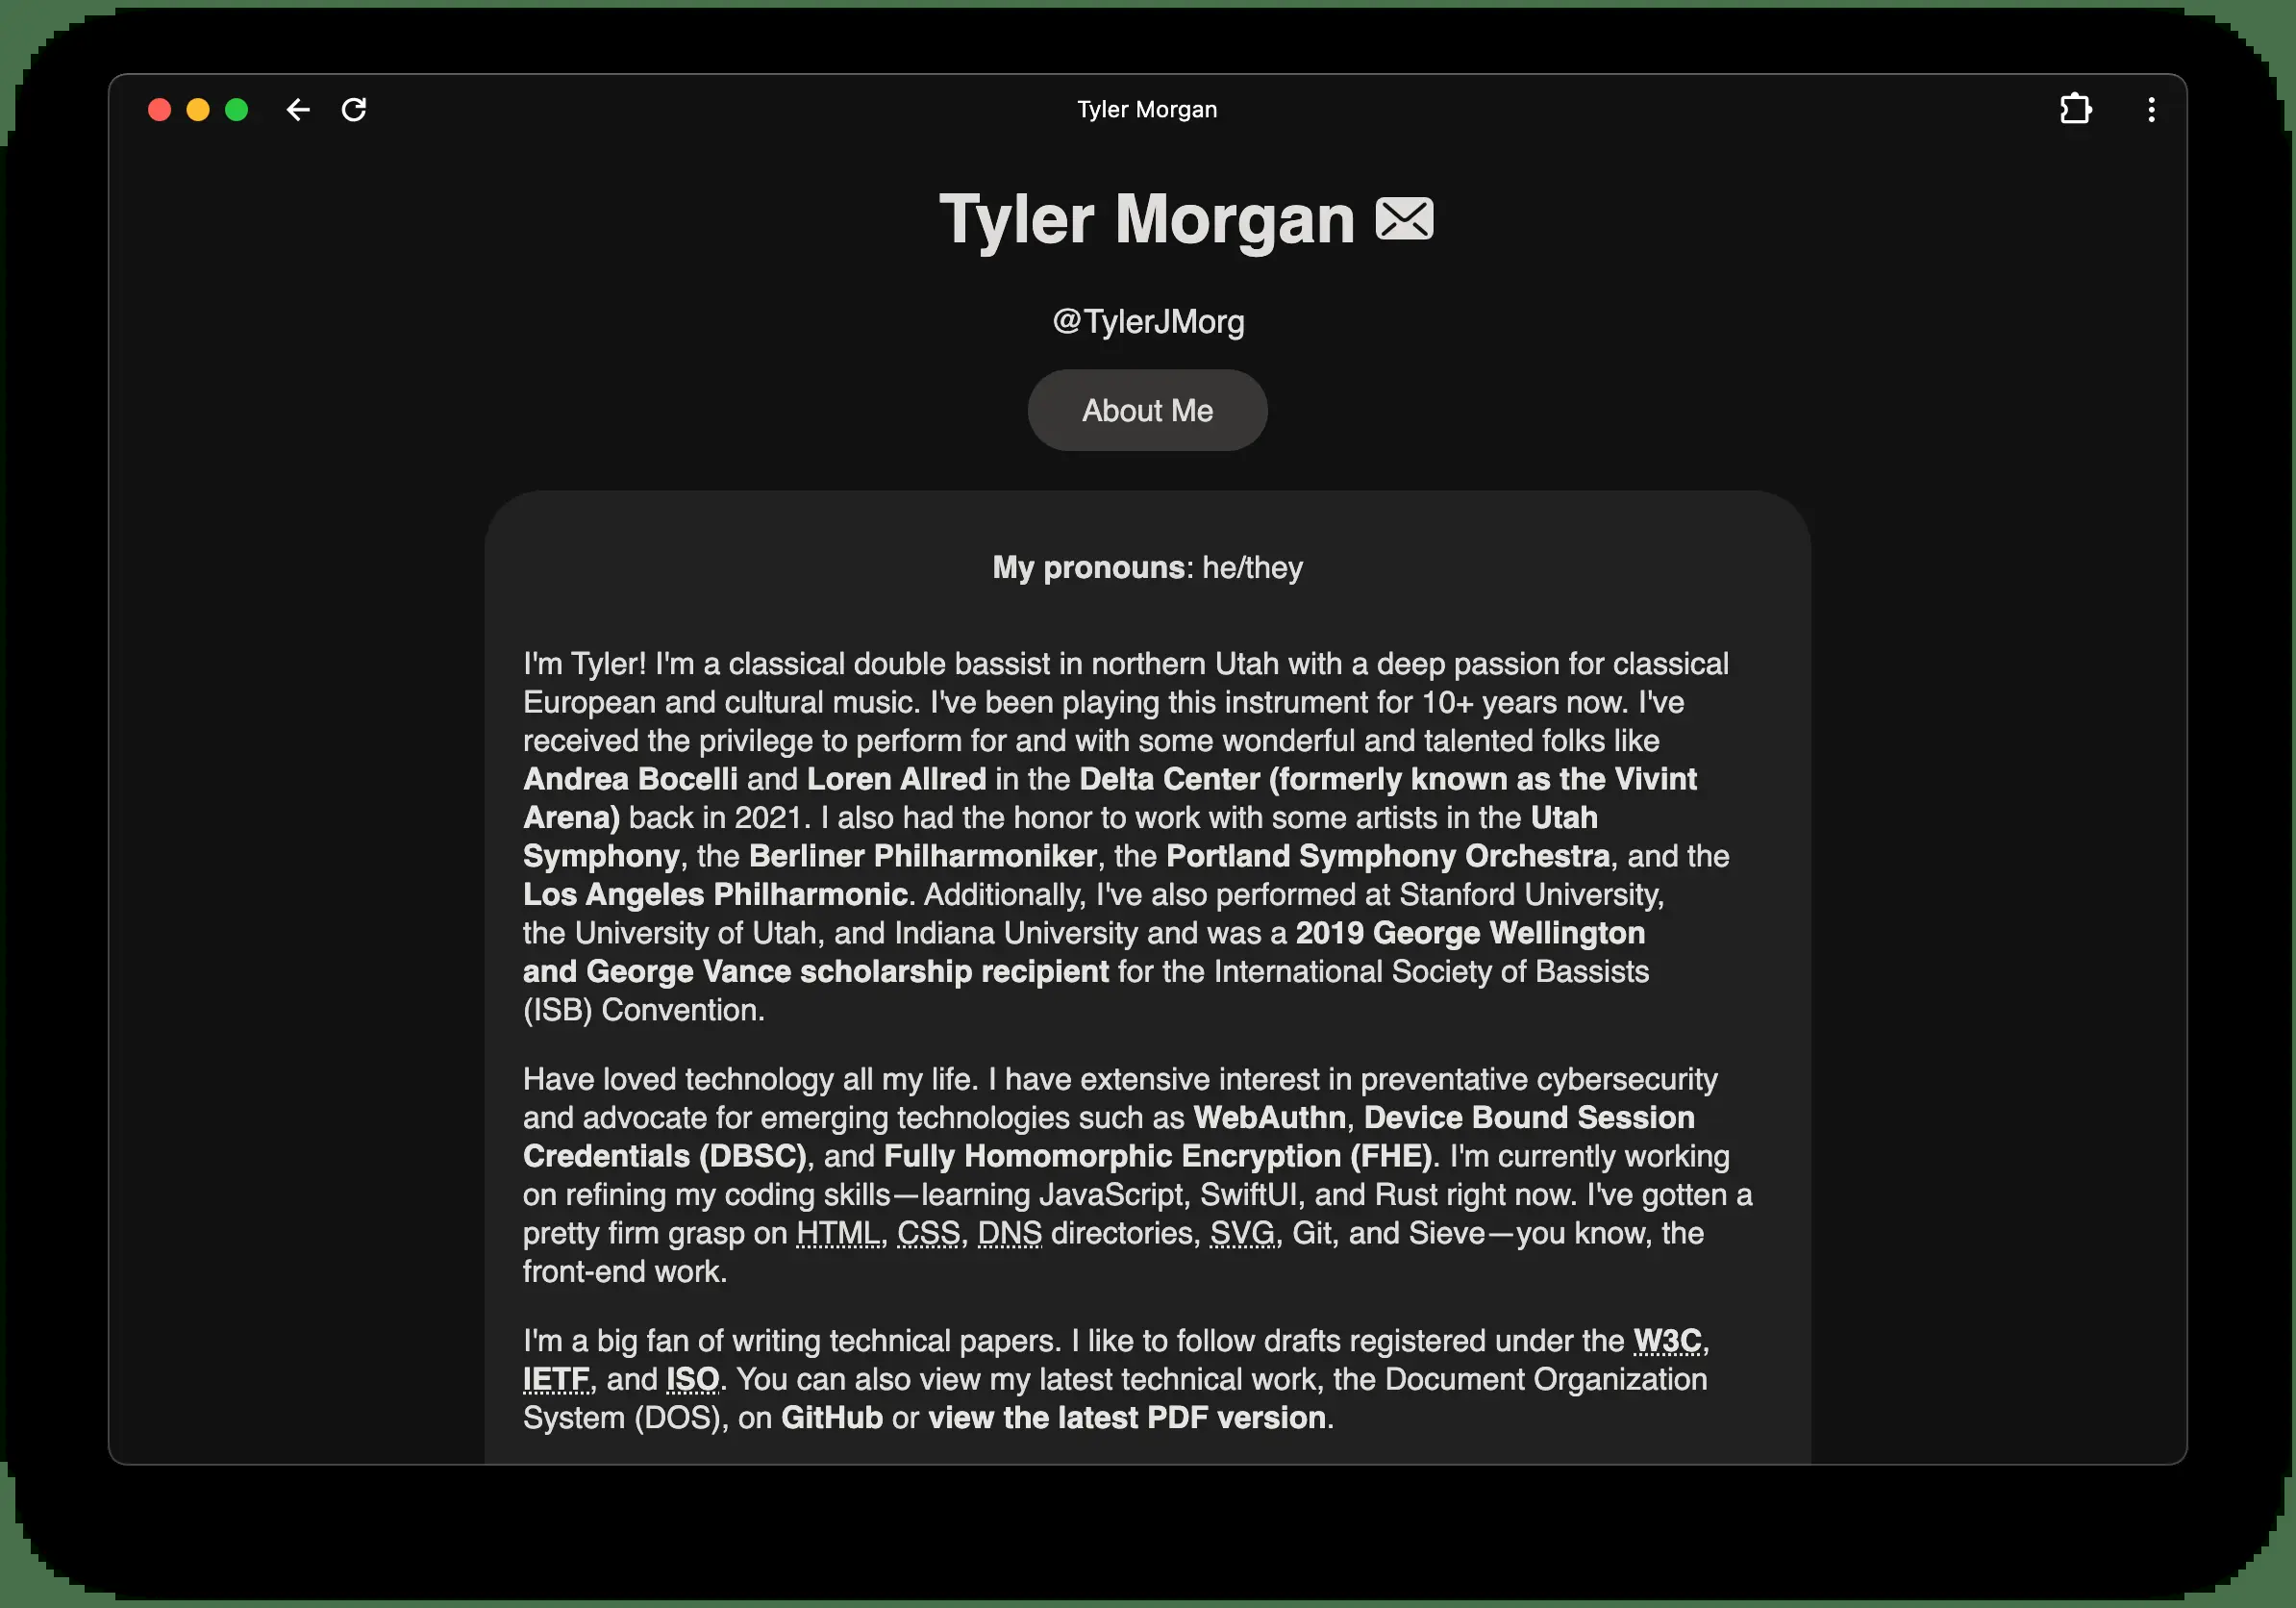 Tyler Morgan
Tyler Morgan
@TylerJMorg
About Me
My pronouns: he/they
I'm Tyler! I'm a classical double bassist in northern Utah with a deep passion for classical
European and cultural music. I've been playing this instrument for 10+ years now. I've
received the privilege to perform for and with some wonderful and talented folks like
Andrea Bocelli and Loren Allred in the Delta Center (formerly known as the Vivint
Arena) back in 2021. I also had the honor to work with some artists in the Utah
Symphony, the Berliner Philharmoniker, the Portland Symphony Orchestra, and the
Los Angeles Philharmonic. Additionally, I've also performed at Stanford University,
the University of Utah, and Indiana University and was a 2019 George Wellington
and George Vance scholarship recipient for the International Society of Bassists
(ISB) Convention.
Have loved technology all my life. I have extensive interest in preventative cybersecurity
and advocate for emerging technologies such as WebAuthn, Device Bound Session
Credentials (DBSC), and Fully Homomorphic Encryption (FHE). I'm currently working
on refining my coding skills—learning JavaScript, SwiftUI, and Rust right now. I've gotten a
pretty firm grasp on HTML, CSS, DNS directories, SVG, Git, and Sieve—you know, the
front-end work.
I'm a big fan of writing technical papers. I like to follow drafts registered under the W3C,
IETF, and ISO. You can also view my latest technical work, the Document Organization
System (DOS), on GitHub or view the latest PDF version.